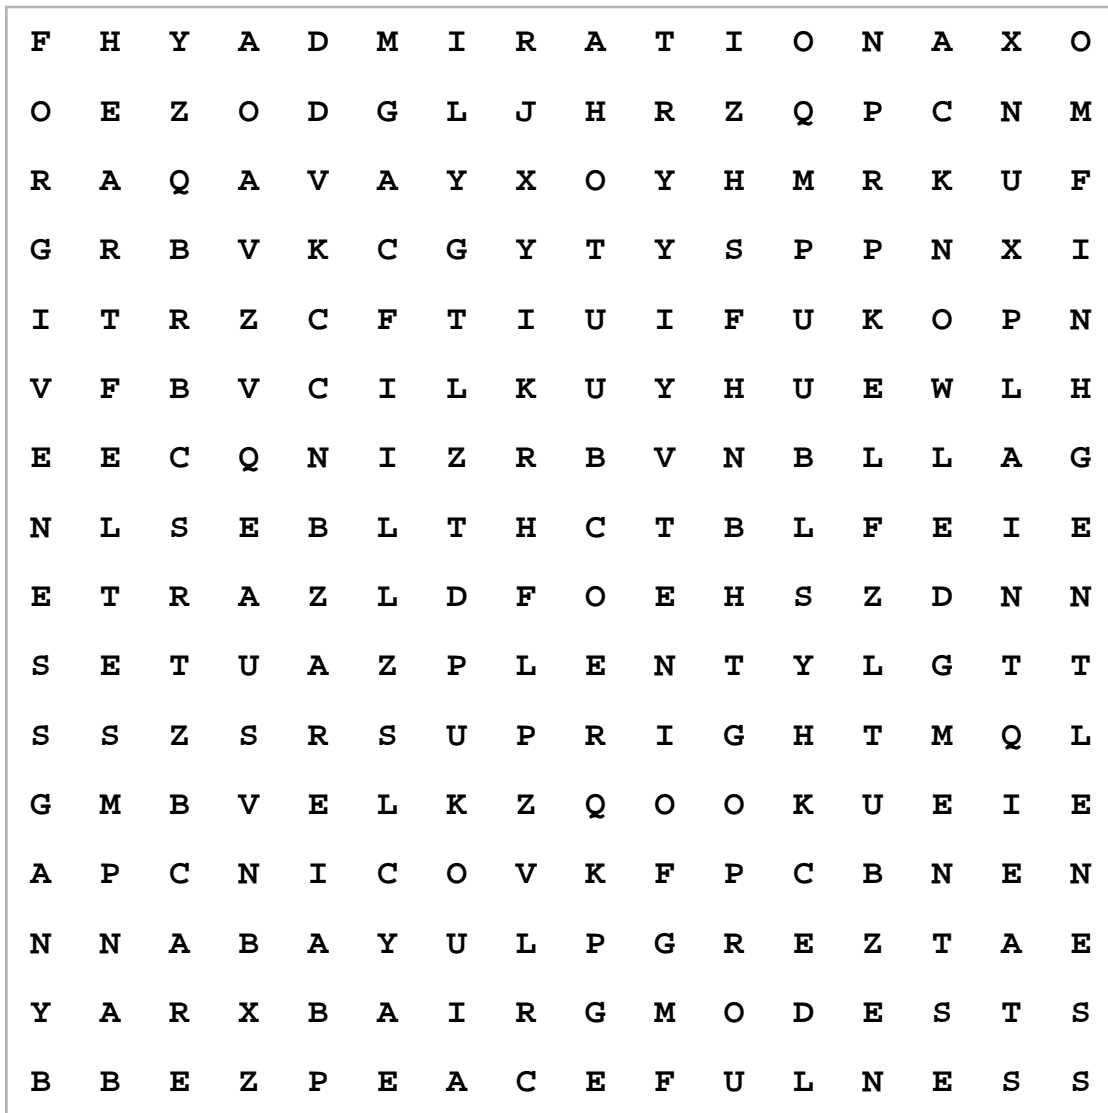 F H Y A D M I R A T I O N A X O
O E Z O D G L J H R Z Q P C N M
R A Q A V A Y X O Y H M R K U F
G R B V K C G Y T Y S P P N X I
I T R Z C F T I U I F U K O P N
V F B V C I L K U Y H U E W L H
E E C Q N I Z R B V N B L L A G
N L S E B L T H C T B L F E I E
E T R A Z L D F O E H S Z D N N
S E T U A Z P L E N T Y L G T T
S S Z S R S U P R I G H T M Q L
G M B V E L K Z Q O O K U E I E
A P C N I C O V K F P C B N E N
N N A B A Y U L P G R E Z T A E
Y A R X B A I R G M O D E S T S
B B E Z P E A C E F U L N E S S